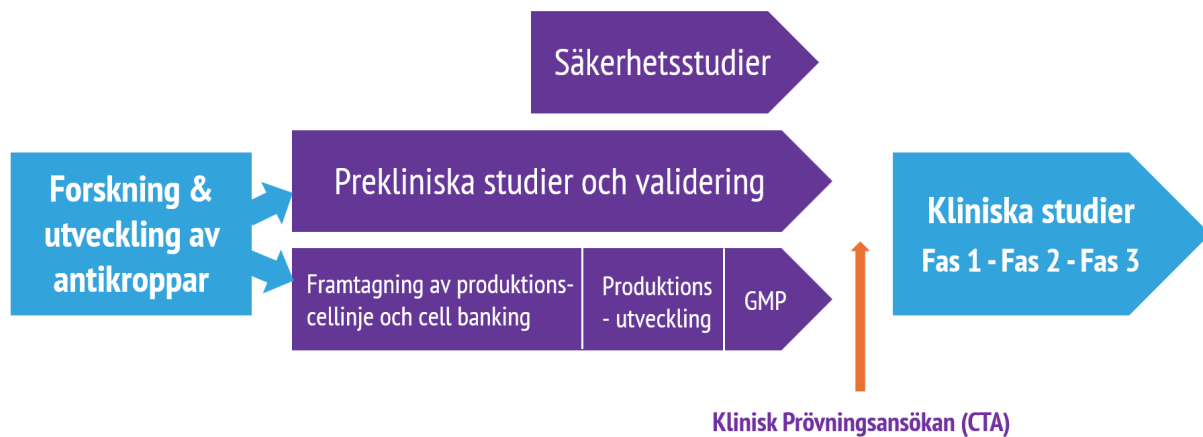 Säkerhetsstudier
Forskning &
utveckling av
antikroppar
Prekliniska studier och validering
Framtagning av produktions-
cellinje och cell banking
Produktions
- utveckling
GMP
Kliniska studier
Fas 1 - Fas 2 - Fas 3
Klinisk Prövningsansökan (CTA)